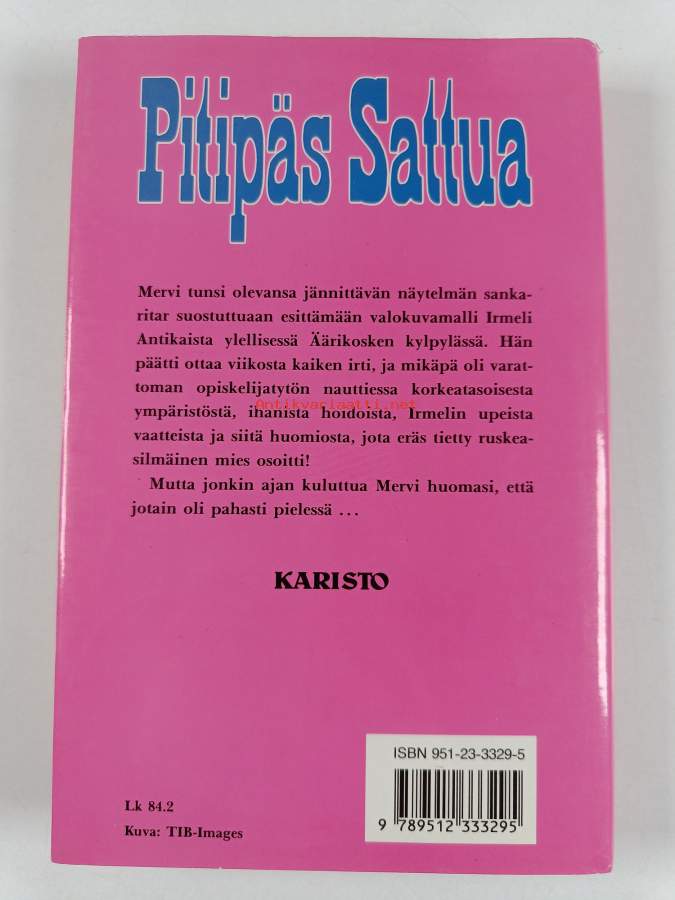 Pitipäs Sattua
Mervi tunsi olevansa jännittävän näytelmän sanka-
ritar suostuttuaan esittämään valokuvamalli Irmeli
Antikaista ylellisessä Äärikosken kylpylässä. Hän
päätti ottaa viikosta kaiken irti, ja mikäpä oli varat-
toman opiskelijatytön nauttiessa korkeatasoisesta
Antikvariaatti.net
ympäristöstä, ihanista hoidoista, Irmelin upeista
vaatteista ja siitä huomiosta, jota eräs tietty ruskea-
silmäinen mies osoitti!
Mutta jonkin ajan kuluttua Mervi huomasi, että
jotain oli pahasti pielessä ...
KARISTO
ISBN 951-23-3329-5
9 789512 333295
Lk 84.2
Kuva: TIB-Images